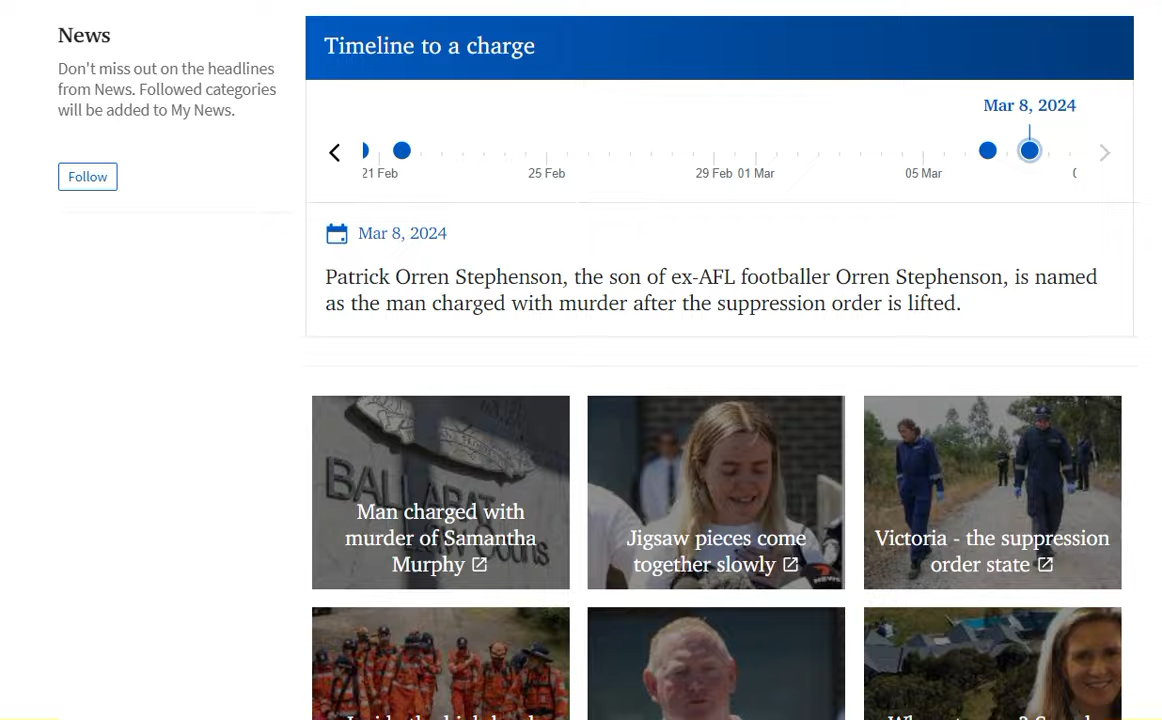 News
Don't miss out on the headlines
from News. Followed categories
will be added to My News.
Follow
Timeline to a charge
Mar 8, 2024
21 Feb
25 Feb
29 Feb
01 Mar
05 Mar
Mar 8, 2024
Patrick Orren Stephenson, the son of ex-AFL footballer Orren Stephenson, is named
as the man charged with murder after the suppression order is lifted.
BALLARAT
Man charged with
murder of Samantha
Murphy
Jigsaw pieces come
together slowly
7
NEWS
Victoria - the suppression
order state